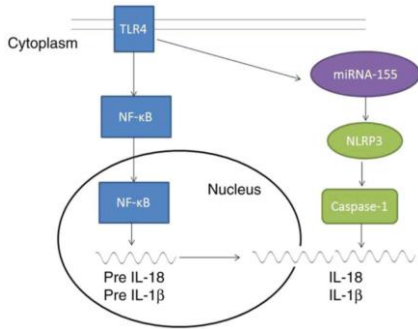 TLR4
Cytoplasm
miRNA-155
NF-κB
NLRP3
Nucleus
NF-κB
Caspase-1
Pre IL-18
Pre IL-1β
IL-18
IL-1β